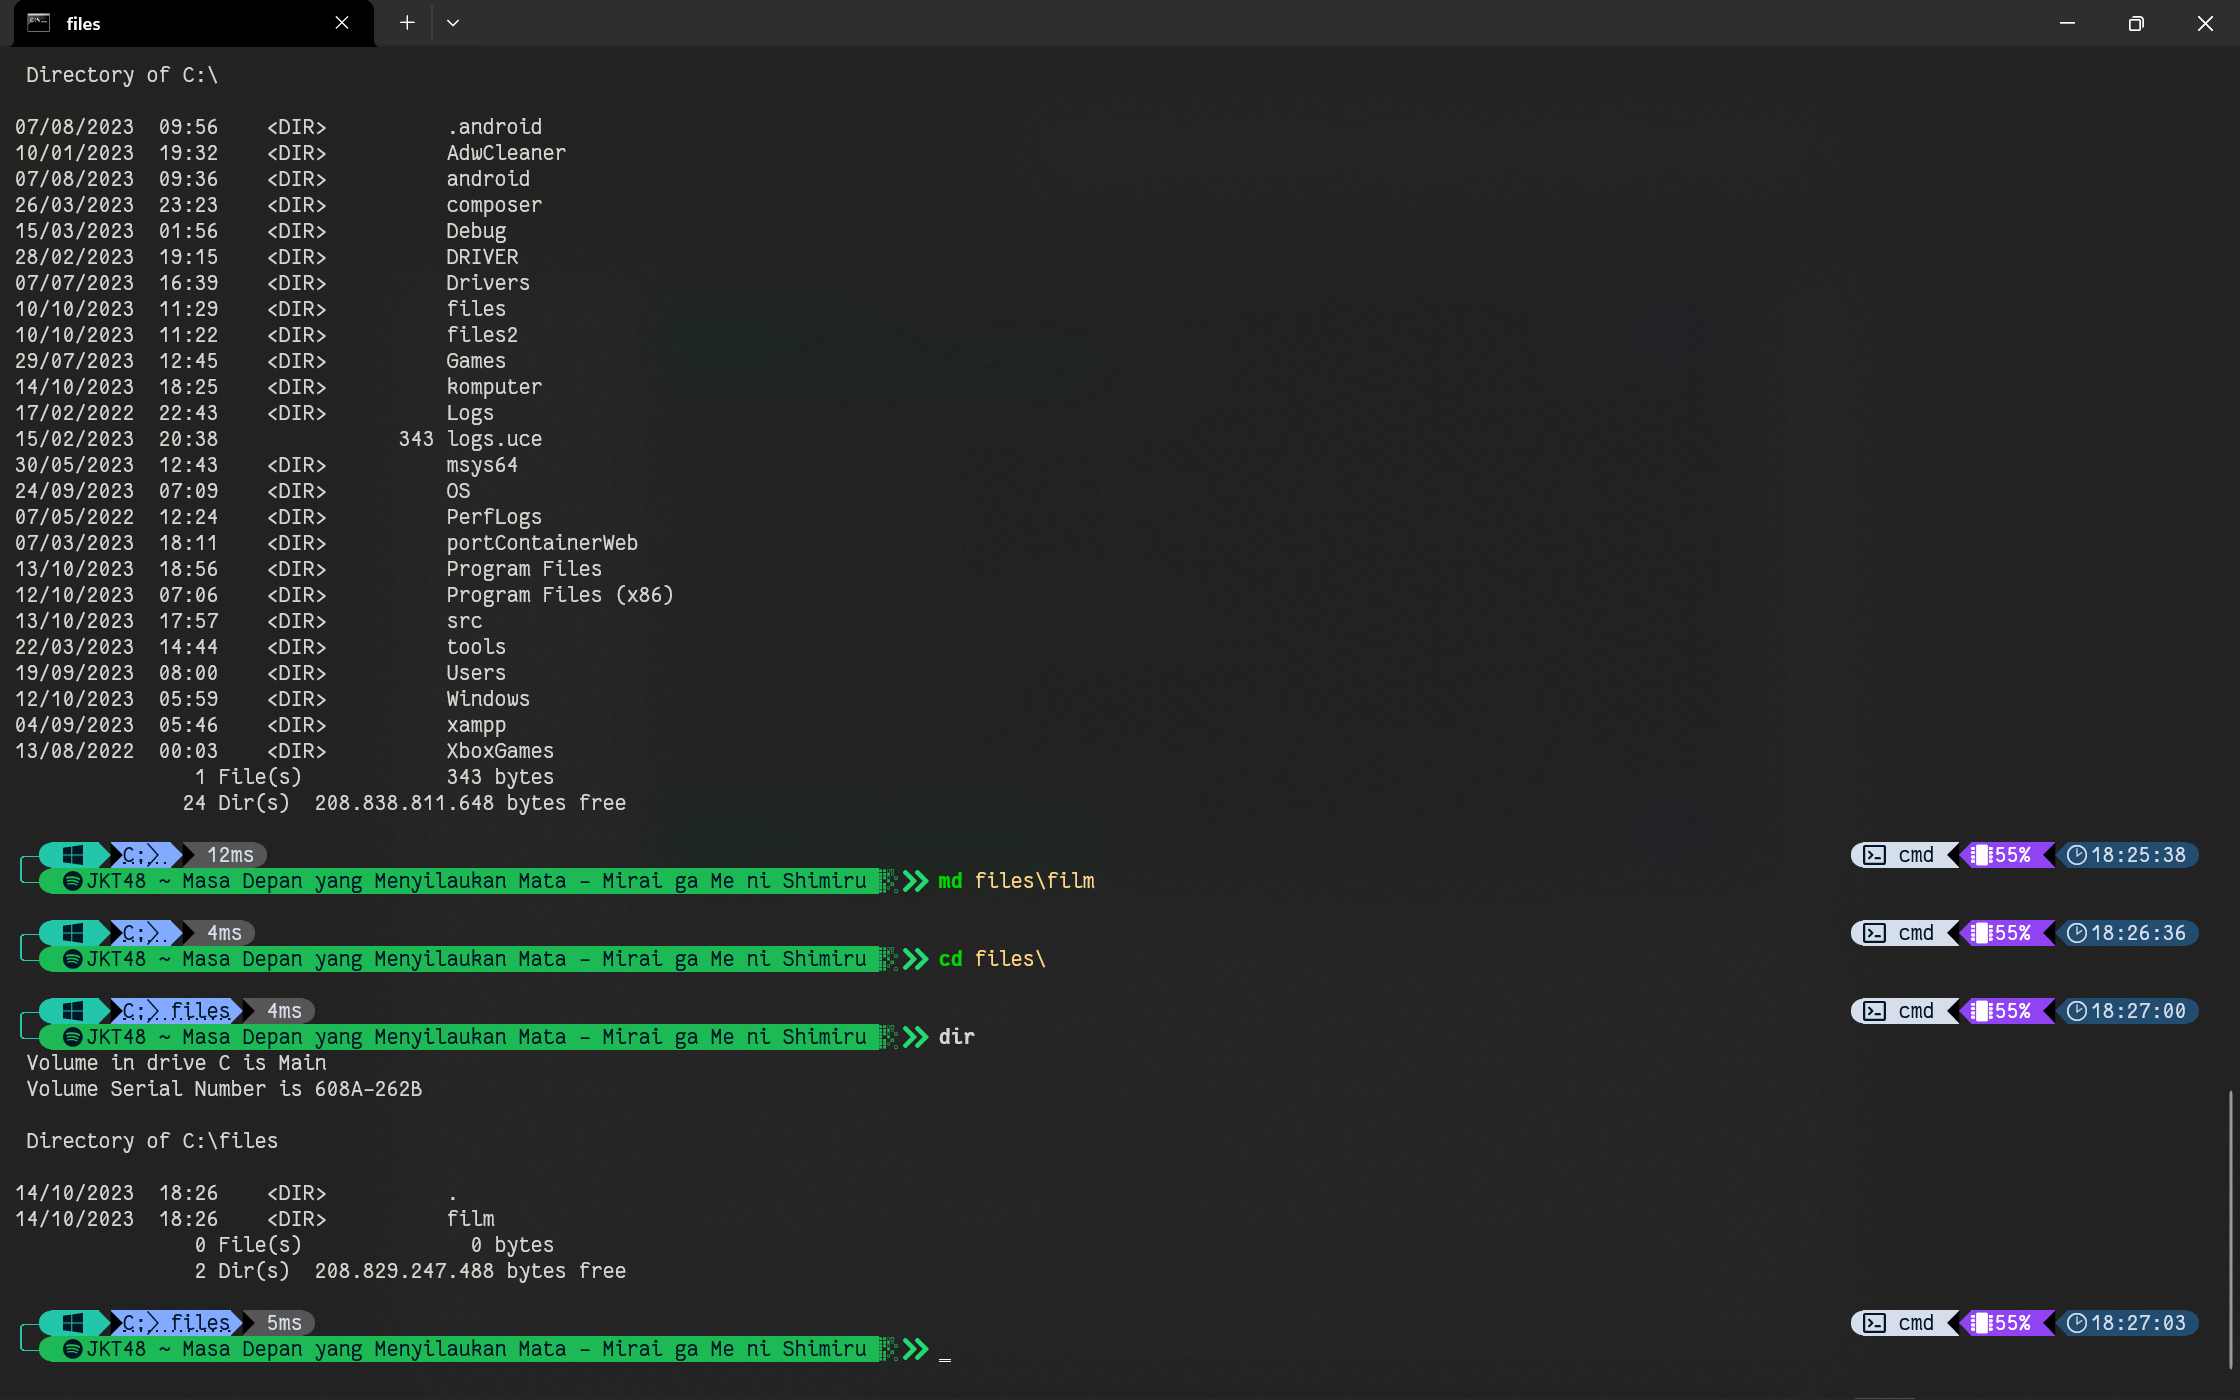 files
Directory of C:\
07/08/2023  09:56    <DIR>          .android
10/01/2023  19:32    <DIR>          AdwCleaner
07/08/2023  09:36    <DIR>          android
26/03/2023  23:23    <DIR>          composer
15/03/2023  01:56    <DIR>          Debug
28/02/2023  19:15    <DIR>          DRIVER
07/07/2023  16:39    <DIR>          Drivers
10/10/2023  11:29    <DIR>          files
10/10/2023  11:22    <DIR>          files2
29/07/2023  12:45    <DIR>          Games
14/10/2023  18:25    <DIR>          komputer
17/02/2022  22:43    <DIR>          Logs
15/02/2023  20:38               343 logs.uce
30/05/2023  12:43    <DIR>          msys64
24/09/2023  07:09    <DIR>          OS
07/05/2022  12:24    <DIR>          PerfLogs
07/03/2023  18:11    <DIR>          portContainerWeb
13/10/2023  18:56    <DIR>          Program Files
12/10/2023  07:06    <DIR>          Program Files (x86)
13/10/2023  17:57    <DIR>          src
22/03/2023  14:44    <DIR>          tools
19/09/2023  08:00    <DIR>          Users
12/10/2023  05:59    <DIR>          Windows
04/09/2023  05:46    <DIR>          xampp
13/08/2022  00:03    <DIR>          XboxGames
1 File(s)            343 bytes
24 Dir(s)  208.838.811.648 bytes free
C: 12ms cmd 55% 18:25:38
JKT48 ~ Masa Depan yang Menyilaukan Mata - Mirai ga Me ni Shimiru md files\film
C: 4ms cmd 55% 18:26:36
JKT48 ~ Masa Depan yang Menyilaukan Mata - Mirai ga Me ni Shimiru cd files\
C: files 4ms cmd 55% 18:27:00
JKT48 ~ Masa Depan yang Menyilaukan Mata - Mirai ga Me ni Shimiru dir
Volume in drive C is Main
Volume Serial Number is 608A-262B
Directory of C:\files
14/10/2023  18:26    <DIR>          .
14/10/2023  18:26    <DIR>          film
0 File(s)              0 bytes
2 Dir(s)  208.829.247.488 bytes free
C: files 5ms cmd 55% 18:27:03
JKT48 ~ Masa Depan yang Menyilaukan Mata - Mirai ga Me ni Shimiru _